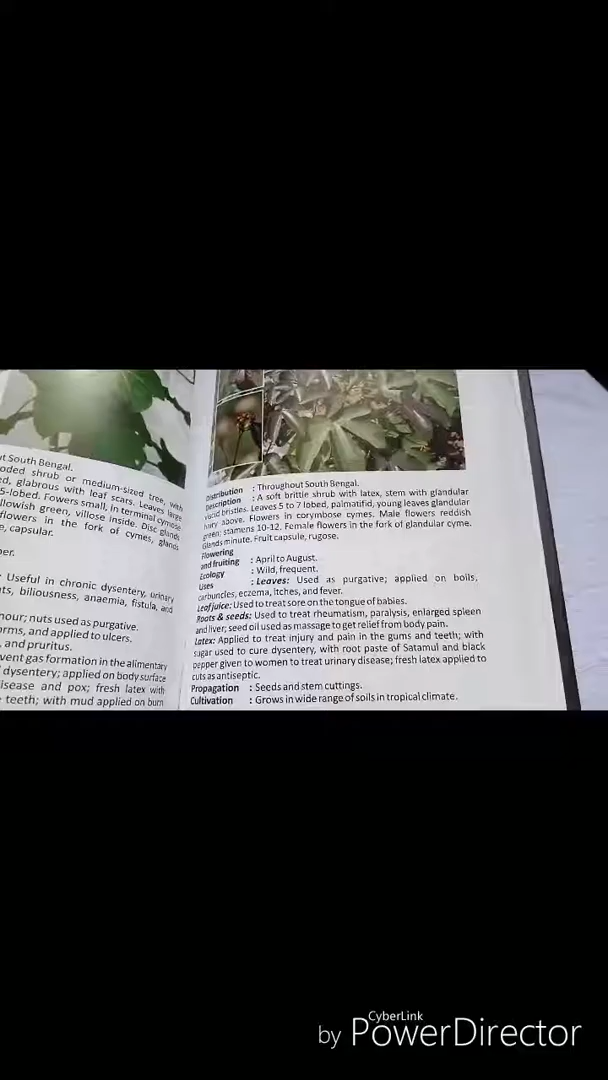 ut South Bengal.
oded shrub or medium-sized tree, with
ed, glabrous with leaf scars. Leaves large
5-lobed. Fowers small, in terminal cymose
llowish green, villose inside. Disc glands
flowers in the fork of cymes, glands
e, capsular.
ber.
: Useful in chronic dysentery, urinary
nts, biliousness, anaemia, fistula, and
nour; nuts used as purgative.
orms, and applied to ulcers.
, and pruritus.
vent gas formation in the alimentary
dysentery; applied on body surface
isease and pox; fresh latex with
teeth; with mud applied on burn
Distribution : Throughout South Bengal.
Description : A soft brittle shrub with latex, stem with glandular
viscid bristles. Leaves 5 to 7 lobed, palmatifid, young leaves glandular
hairy above. Flowers in corymbose cymes. Male flowers reddish
green; stamens 10-12. Female flowers in the fork of glandular cyme.
Glands minute. Fruit capsule, rugose.
Flowering
and fruiting : April to August.
Ecology : Wild, frequent.
Uses : Leaves: Used as purgative; applied on boils,
carbuncles, eczema, itches, and fever.
Leaf juice: Used to treat sore on the tongue of babies.
Roots & seeds: Used to treat rheumatism, paralysis, enlarged spleen
and liver; seed oil used as massage to get relief from body pain.
Latex: Applied to treat injury and pain in the gums and teeth; with
sugar used to cure dysentery, with root paste of Satamul and black
pepper given to women to treat urinary disease; fresh latex applied to
cuts as antiseptic.
Propagation : Seeds and stem cuttings.
Cultivation : Grows in wide range of soils in tropical climate.
CyberLink
by PowerDirector